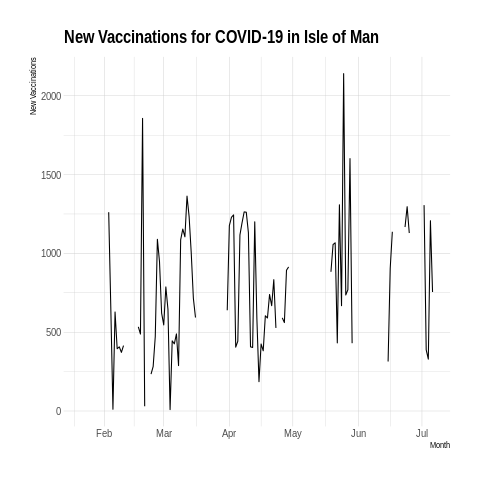 New Vaccinations for COVID-19 in Isle of Man
New Vaccinations
2000
1500
1000
500
0
Feb Mar Apr May Jun Jul
Month